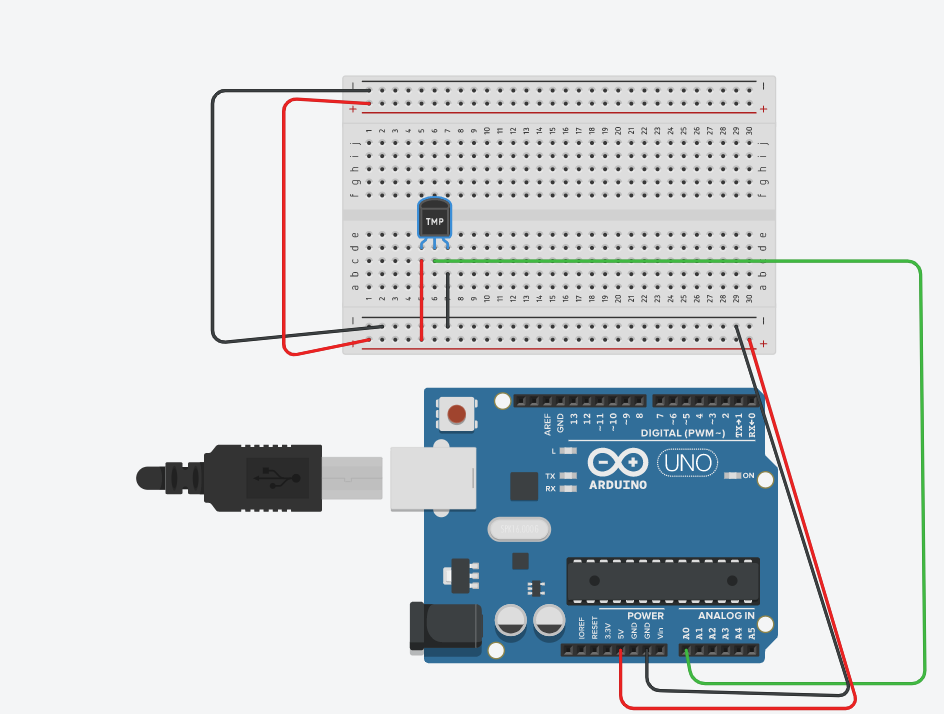 − −
+ +
1 2 3 4 5 6 7 8 9 10 11 12 13 14 15 16 17 18 19 20 21 22 23 24 25 26 27 28 29 30
j j
i i
h h
g g
f f
TMP
e e
d d
c c
b b
a a
1 2 3 4 5 6 7 8 9 10 11 12 13 14 15 16 17 18 19 20 21 22 23 24 25 26 27 28 29 30
− −
+ +
AREF GND 13 12 ~11 ~10 ~9 8 7 ~6 ~5 4 ~3 2 TX→1 RX←0
DIGITAL (PWM~)
L
TX
RX
ARDUINO
UNO
ON
POWER
ANALOG IN
IOREF RESET 3.3V 5V GND GND Vin A0 A1 A2 A3 A4 A5